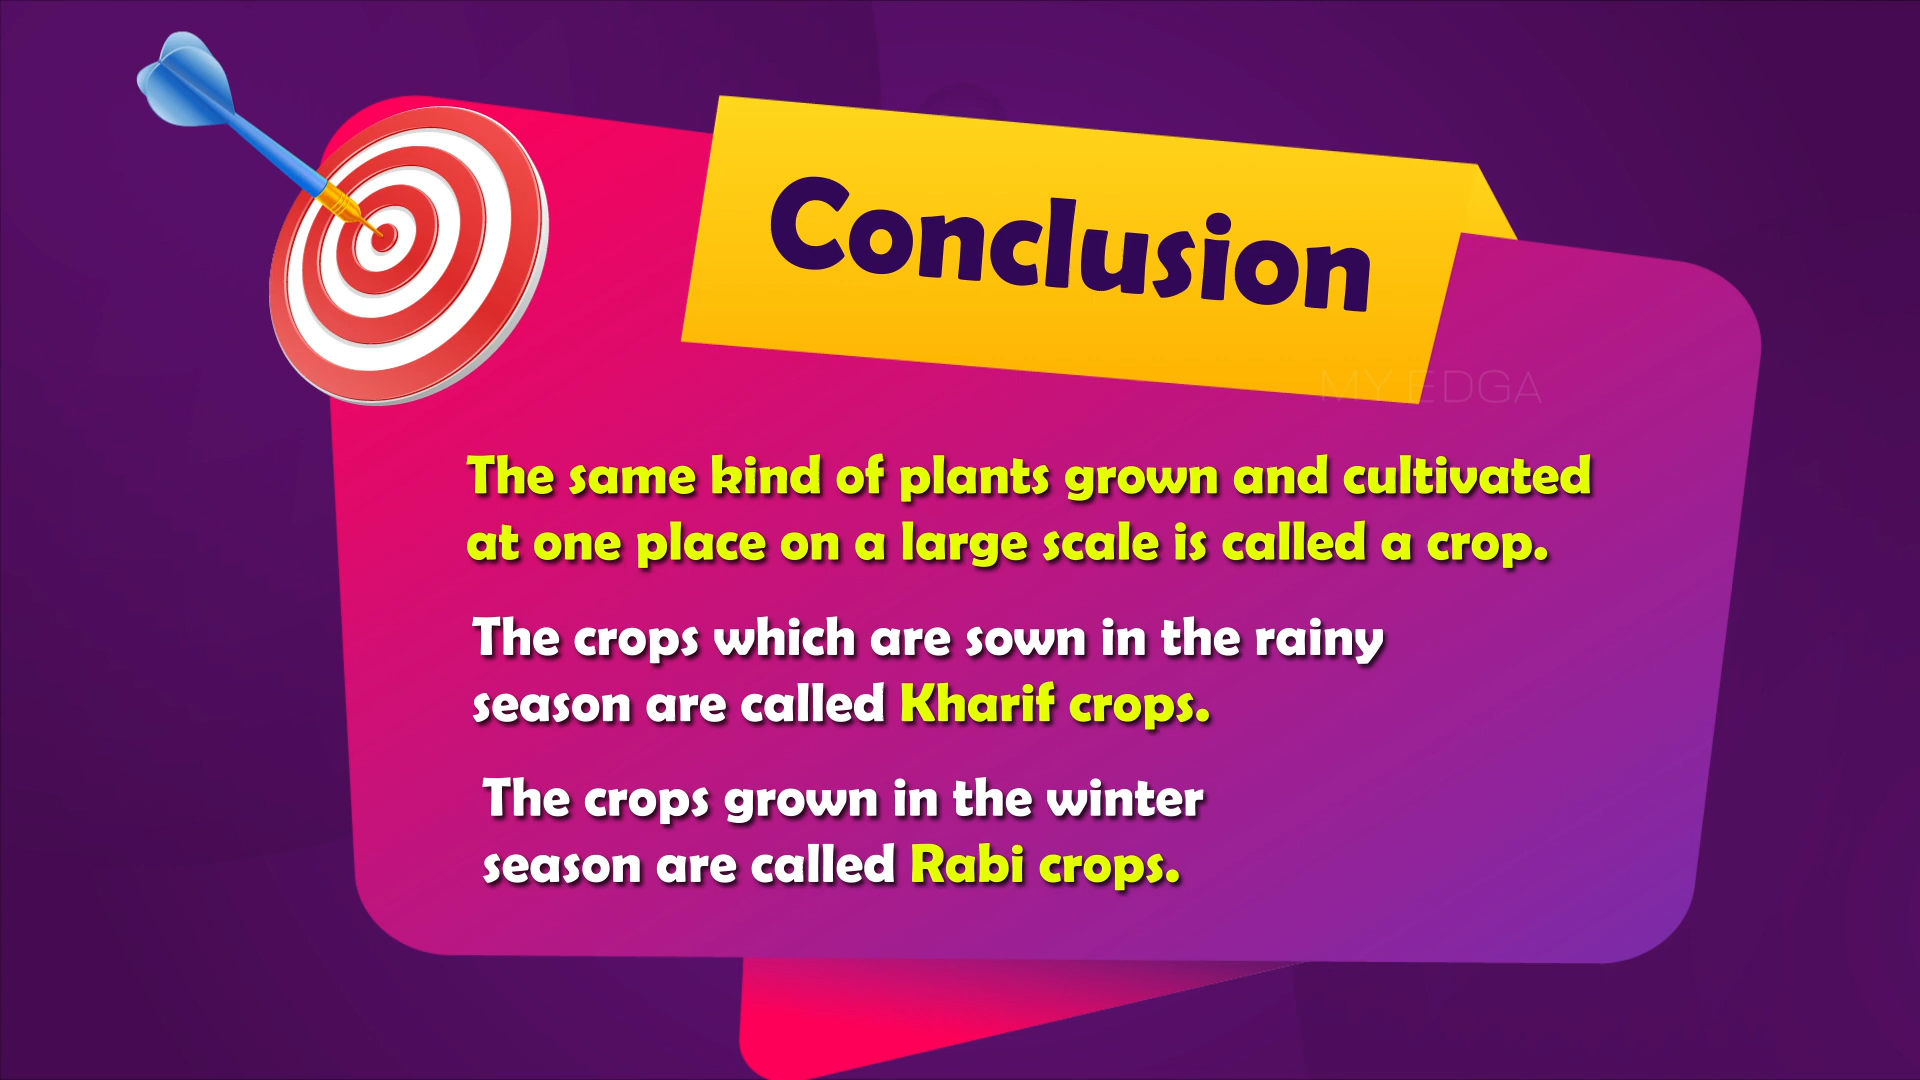 Conclusion
MY EDGA
The same kind of plants grown and cultivated
at one place on a large scale is called a crop.
The crops which are sown in the rainy
season are called Kharif crops.
The crops grown in the winter
season are called Rabi crops.